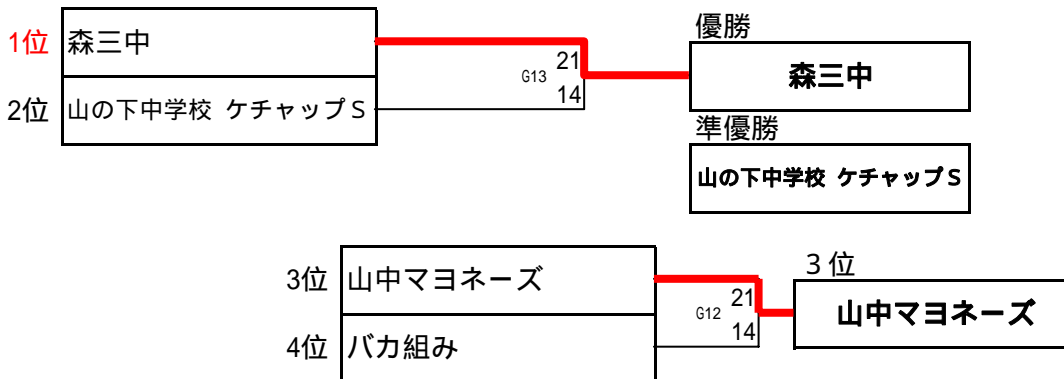 優勝
1位 森三中
G13 21
14
森三中
2位 山の下中学校 ケチャップS
準優勝
山の下中学校 ケチャップS
3位 山中マヨネーズ
3位
G12 21
14
山中マヨネーズ
4位 バカ組み